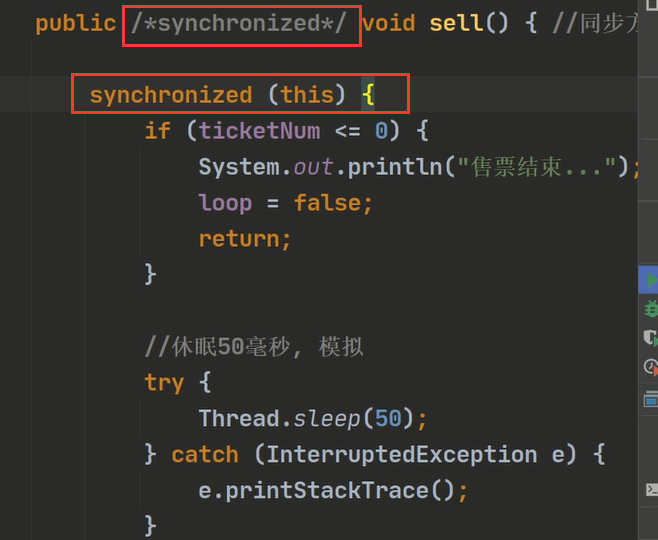 public /*synchronized*/ void sell() { //同步方
synchronized (this) {
if (ticketNum <= 0) {
System.out.println("售票结束...");
loop = false;
return;
}
//休眠50毫秒, 模拟
try {
Thread.sleep(50);
} catch (InterruptedException e) {
e.printStackTrace();
}